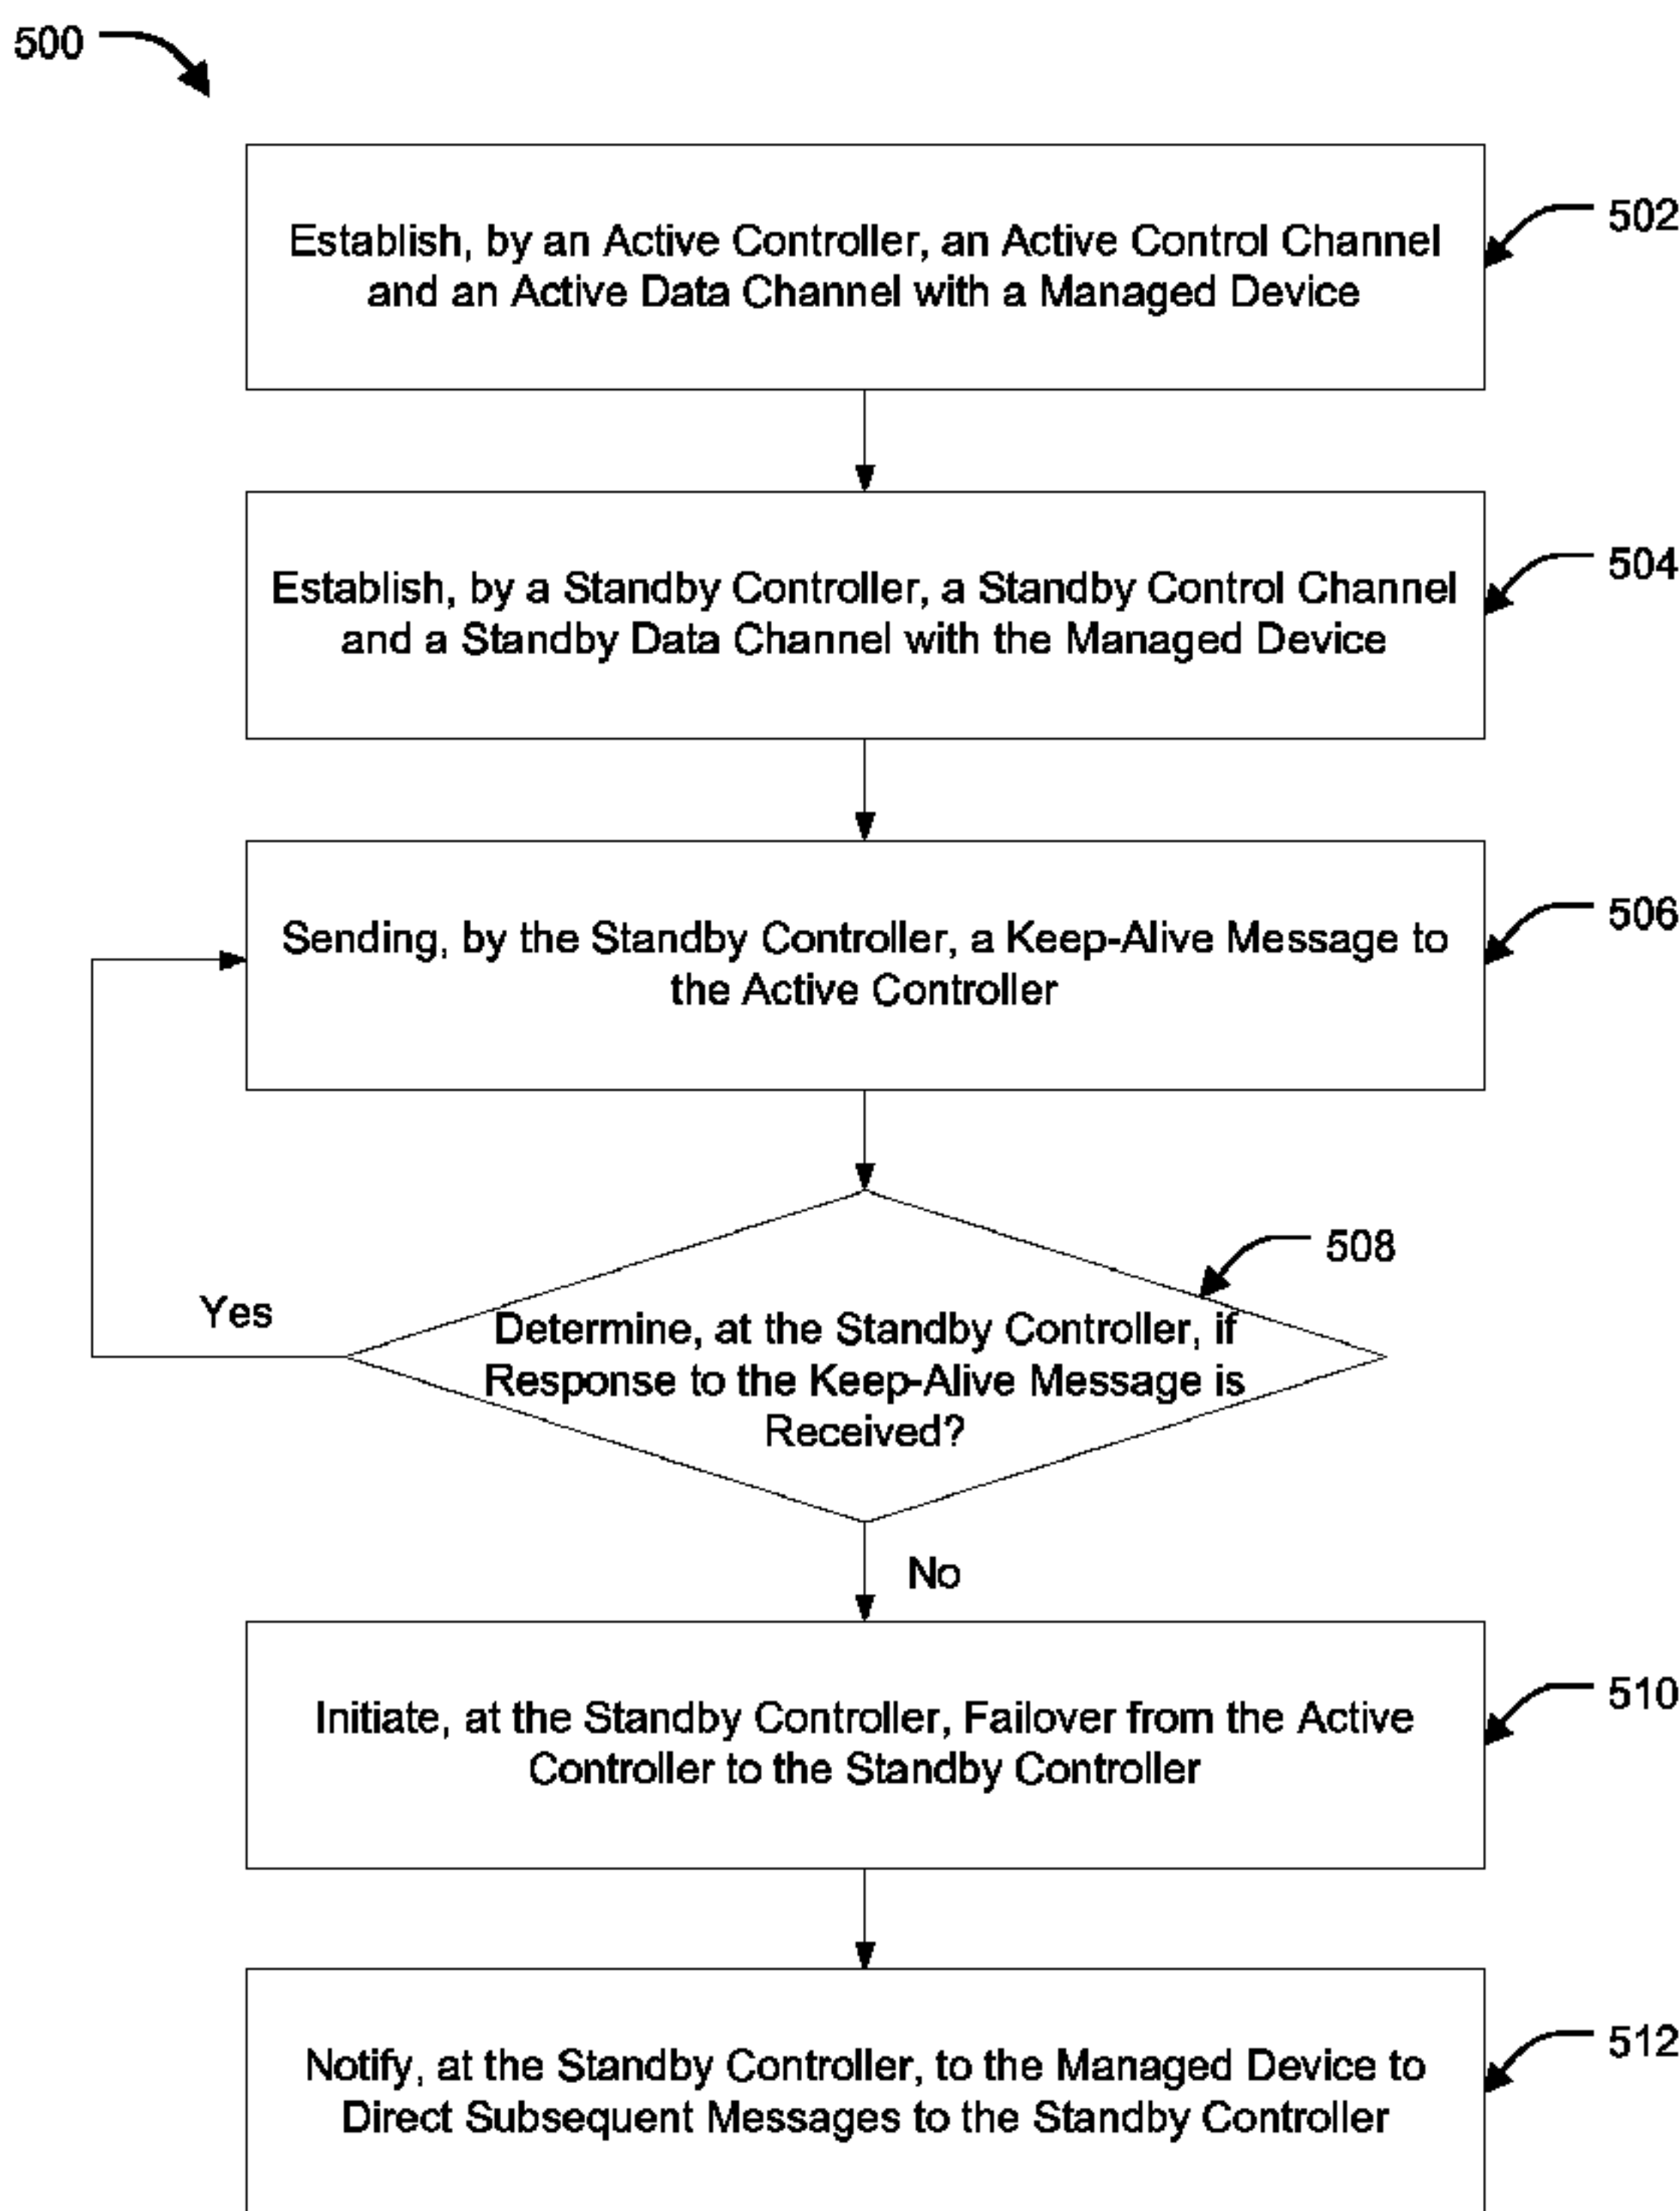 500
Establish, by an Active Controller, an Active Control Channel
and an Active Data Channel with a Managed Device
502
Establish, by a Standby Controller, a Standby Control Channel
and a Standby Data Channel with the Managed Device
504
Sending, by the Standby Controller, a Keep-Alive Message to
the Active Controller
506
508
Yes
Determine, at the Standby Controller, if
Response to the Keep-Alive Message is
Received?
No
Initiate, at the Standby Controller, Failover from the Active
Controller to the Standby Controller
510
Notify, at the Standby Controller, to the Managed Device to
Direct Subsequent Messages to the Standby Controller
512